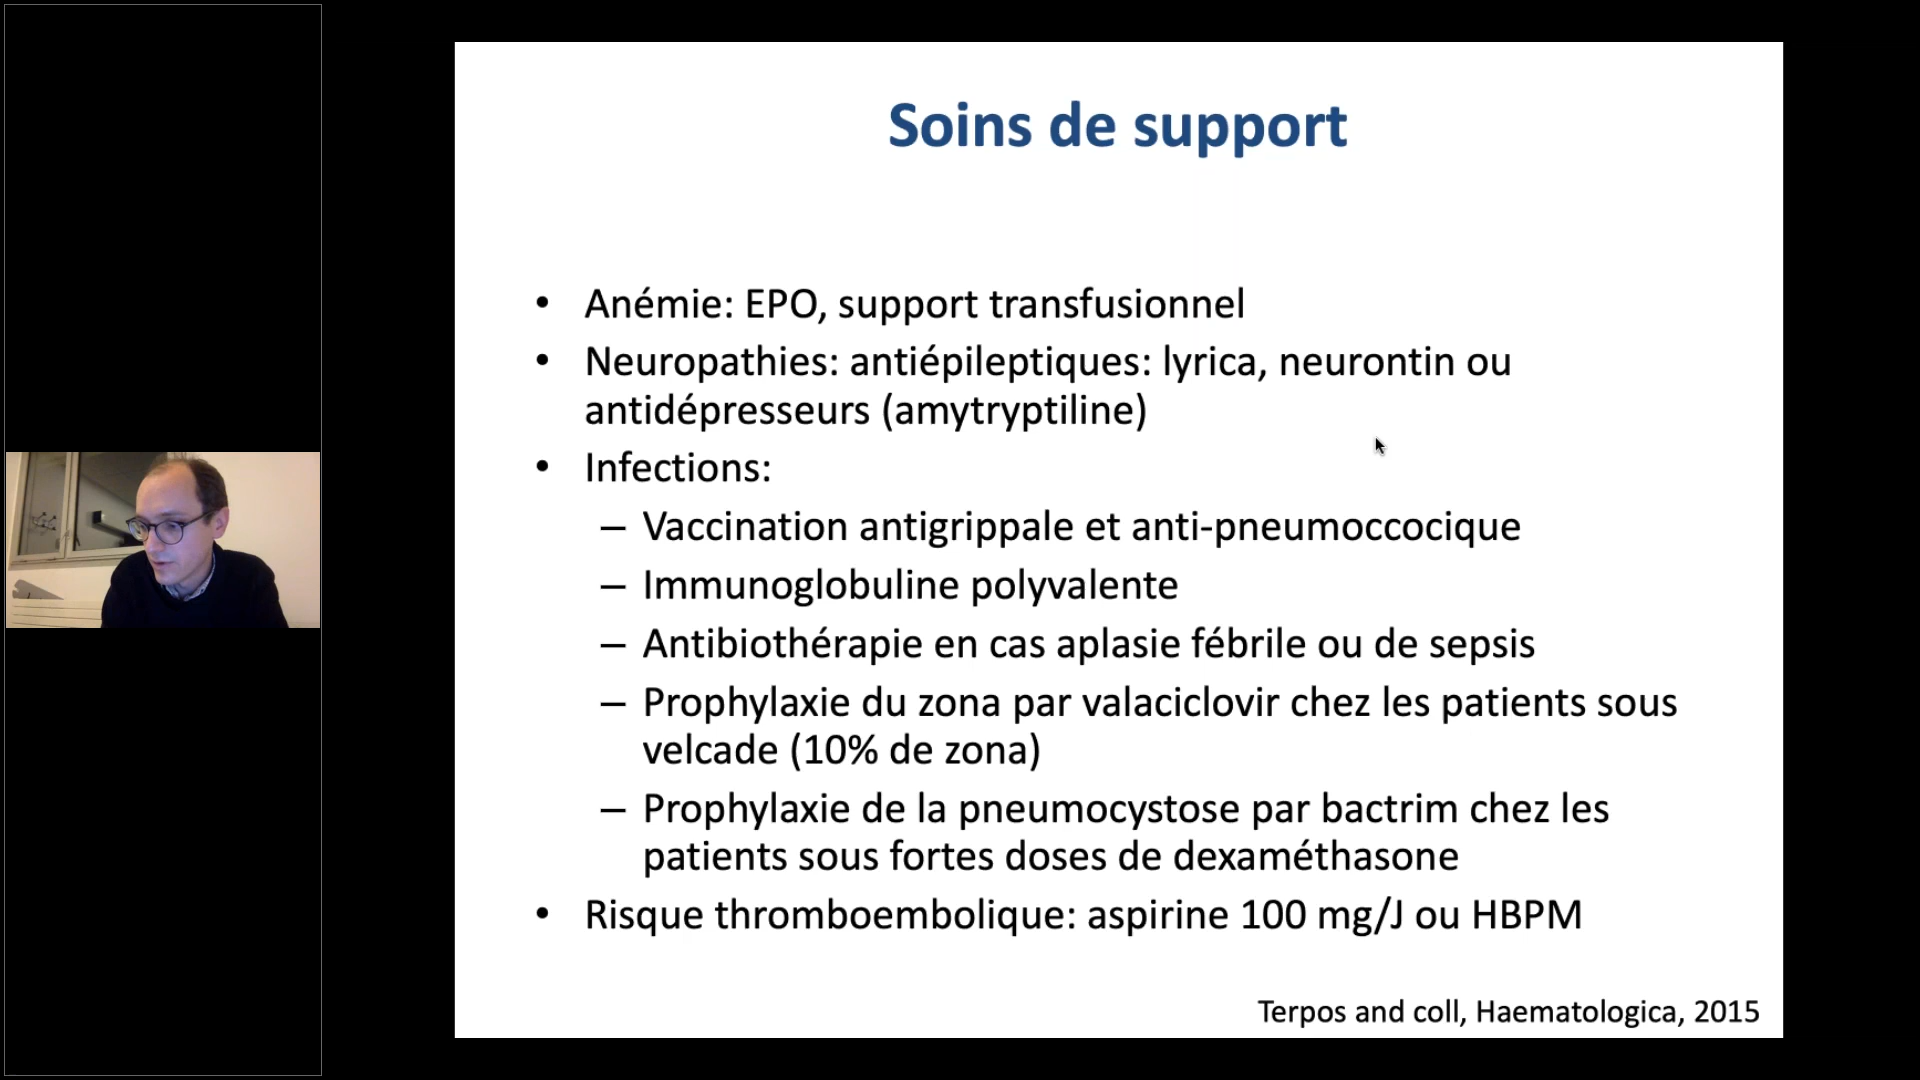 Soins de support
• Anémie: EPO, support transfusionnel
• Neuropathies: antiépileptiques: lyrica, neurontin ou
antidépresseurs (amytryptiline)
• Infections:
– Vaccination antigrippale et anti-pneumoccocique
– Immunoglobuline polyvalente
– Antibiothérapie en cas aplasie fébrile ou de sepsis
– Prophylaxie du zona par valaciclovir chez les patients sous
velcade (10% de zona)
– Prophylaxie de la pneumocystose par bactrim chez les
patients sous fortes doses de dexaméthasone
• Risque thromboembolique: aspirine 100 mg/J ou HBPM
Terpos and coll, Haematologica, 2015